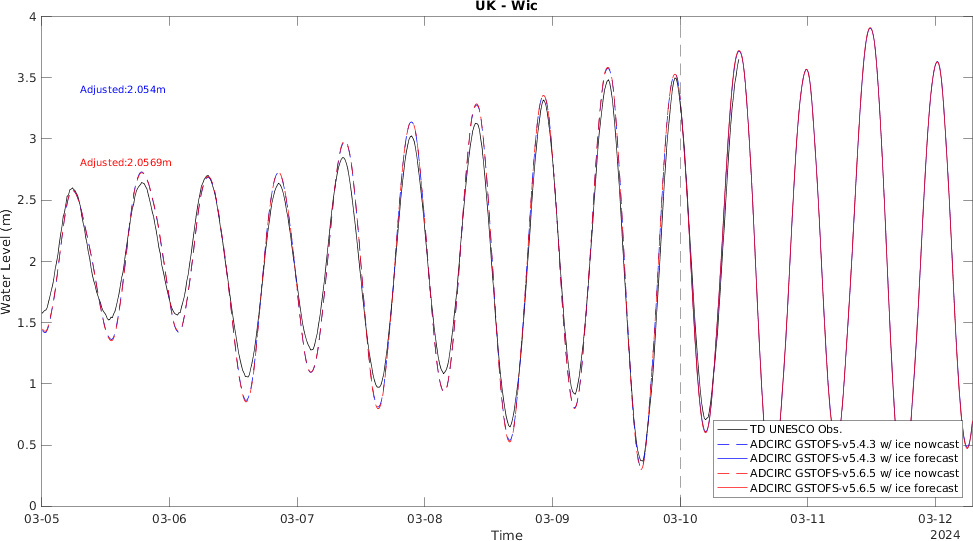 UK - Wic
4
3.5
3
2.5
2
1.5
1
0.5
0
Water Level (m)
Adjusted:2.054m
Adjusted:2.0569m
TD UNESCO Obs.
ADCIRC GSTOFS-v5.4.3 w/ ice nowcast
ADCIRC GSTOFS-v5.4.3 w/ ice forecast
ADCIRC GSTOFS-v5.6.5 w/ ice nowcast
ADCIRC GSTOFS-v5.6.5 w/ ice forecast
03-05 03-06 03-07 03-08 03-09 03-10 03-11 03-12
2024
Time